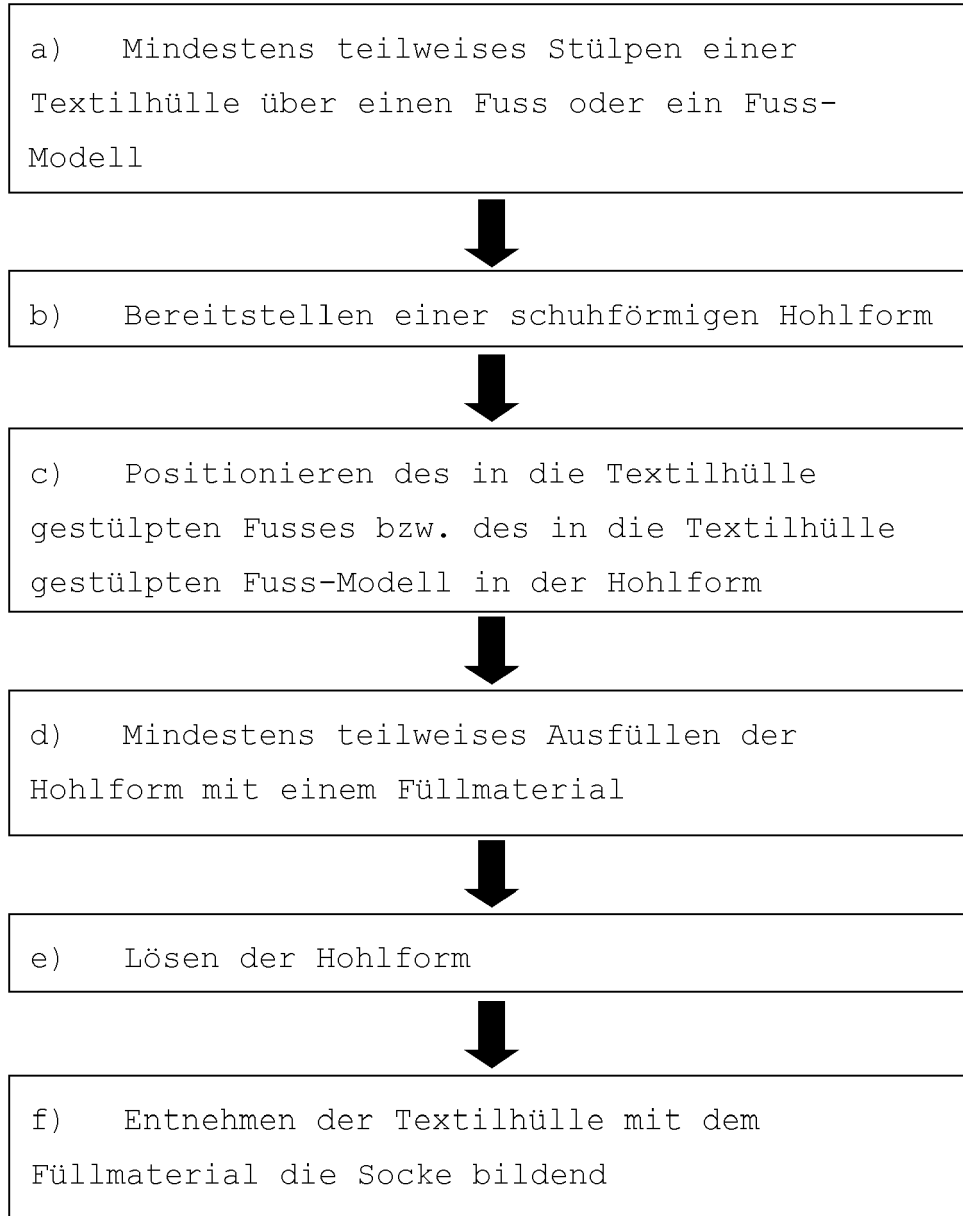 a) Mindestens teilweises Stülpen einer
Textilhülle über einen Fuss oder ein Fuss-
Modell
b) Bereitstellen einer schuhförmigen Hohlform
c) Positionieren des in die Textilhülle
gestülpten Fusses bzw. des in die Textilhülle
gestülpten Fuss-Modell in der Hohlform
d) Mindestens teilweises Ausfüllen der
Hohlform mit einem Füllmaterial
e) Lösen der Hohlform
f) Entnehmen der Textilhülle mit dem
Füllmaterial die Socke bildend